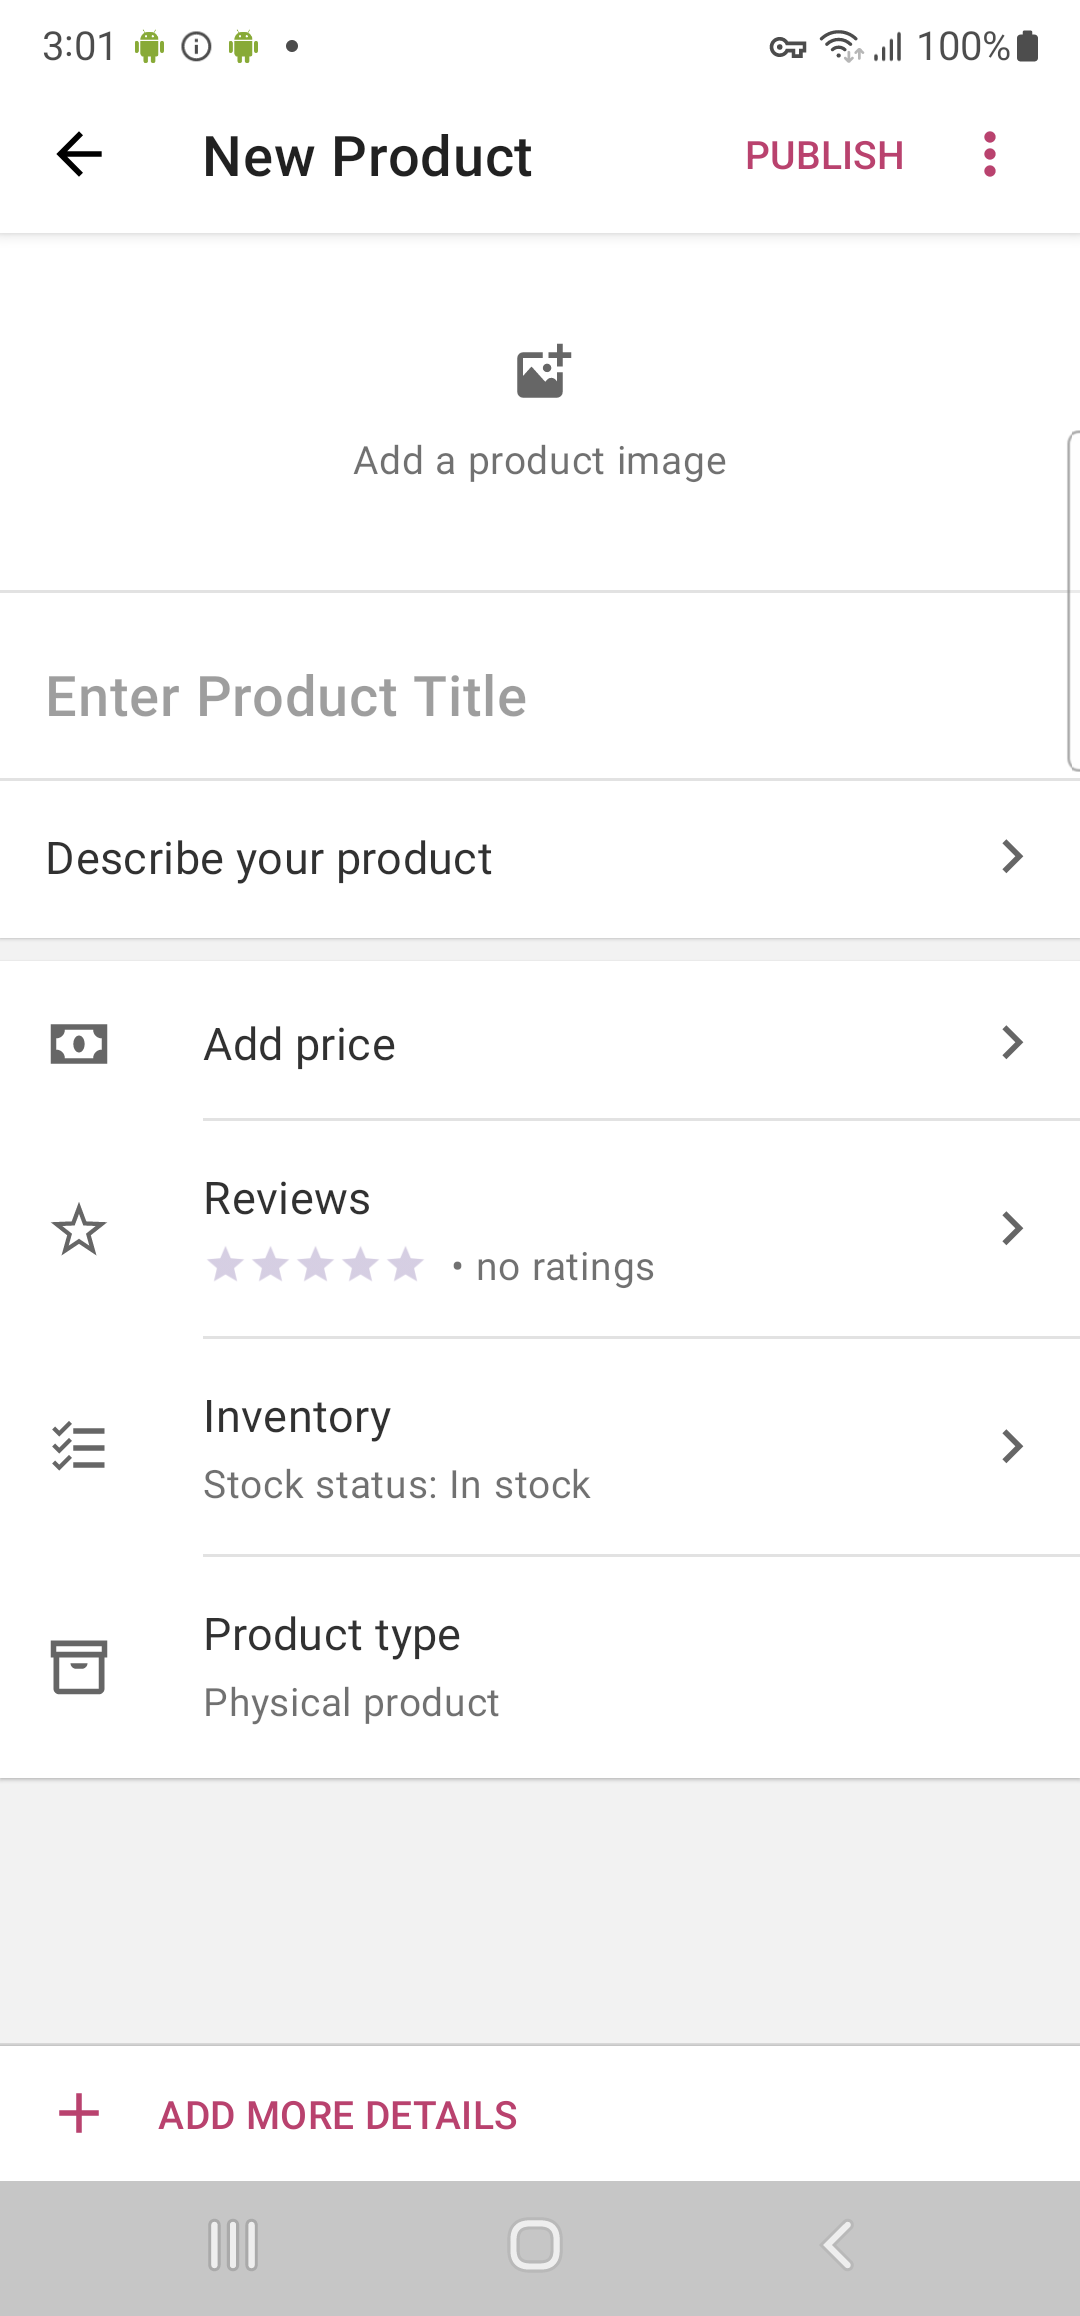 3:01
100%
New Product
PUBLISH
Add a product image
Enter Product Title
Describe your product
Add price
Reviews
• no ratings
Inventory
Stock status: In stock
Product type
Physical product
ADD MORE DETAILS